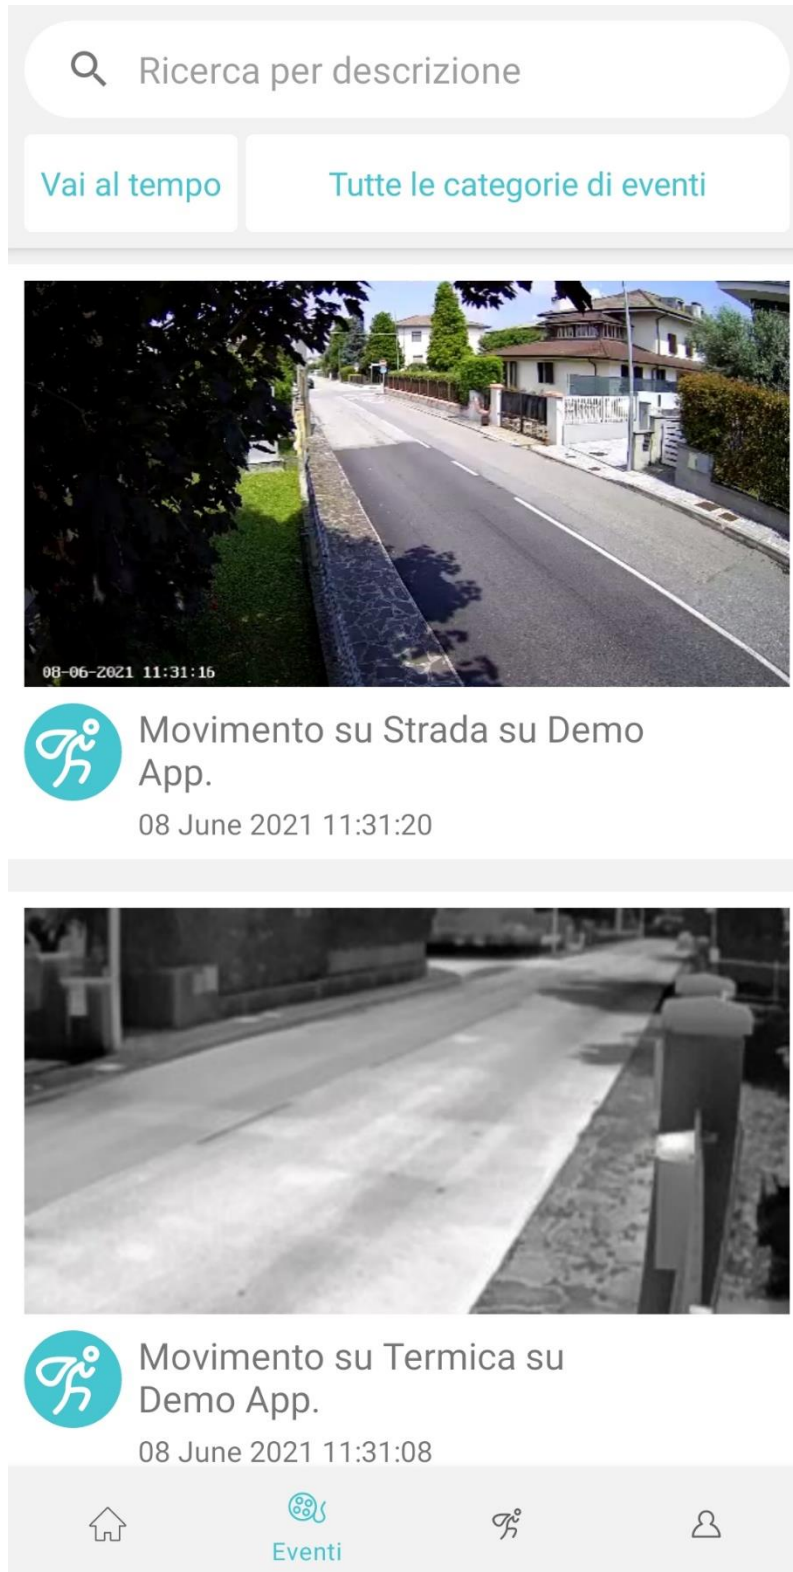 Ricerca per descrizione
Vai al tempo
Tutte le categorie di eventi
08-06-2021 11:31:16
Movimento su Strada su Demo
App.
08 June 2021 11:31:20
Movimento su Termica su
Demo App.
08 June 2021 11:31:08
Eventi